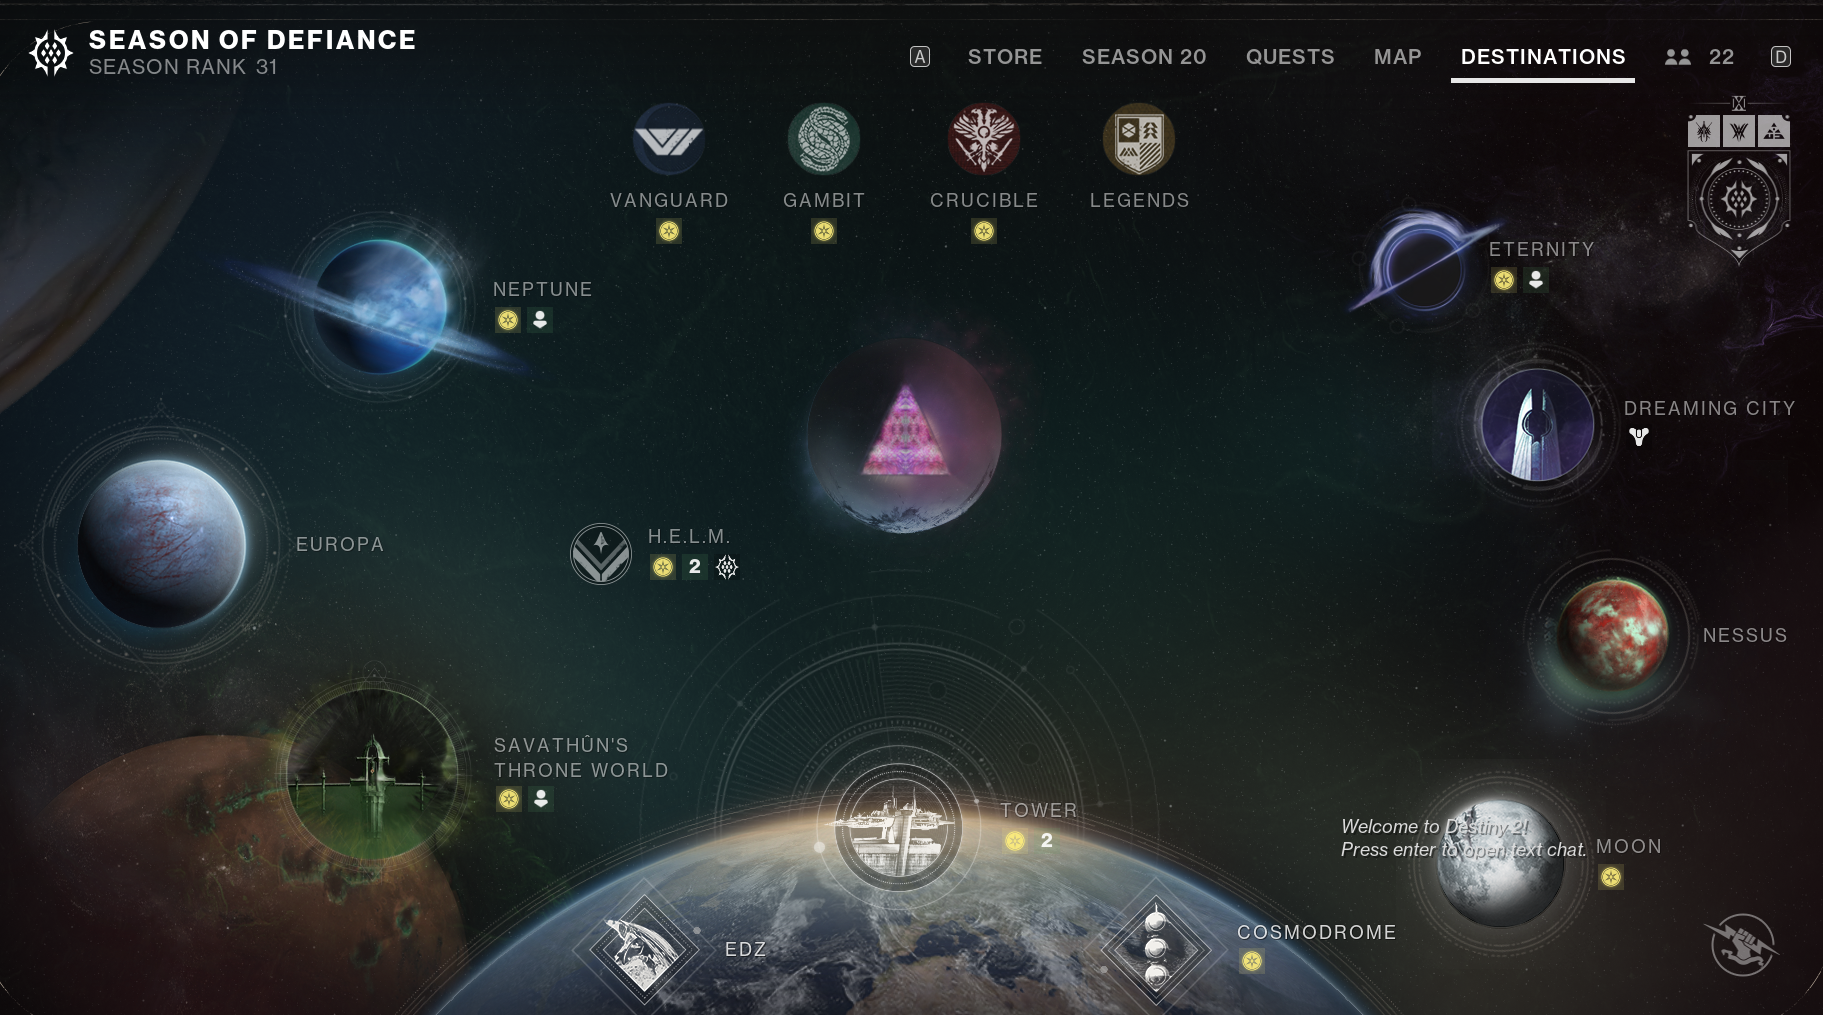 SEASON OF DEFIANCE
SEASON RANK 31
A
STORE
SEASON 20
QUESTS
MAP
DESTINATIONS
22
D
VANGUARD
GAMBIT
CRUCIBLE
LEGENDS
ETERNITY
NEPTUNE
DREAMING CITY
H.E.L.M.
2
EUROPA
NESSUS
SAVATHÛN'S
THRONE WORLD
TOWER
2
Welcome to Destiny 2!
Press enter to open text chat.
MOON
COSMODROME
EDZ